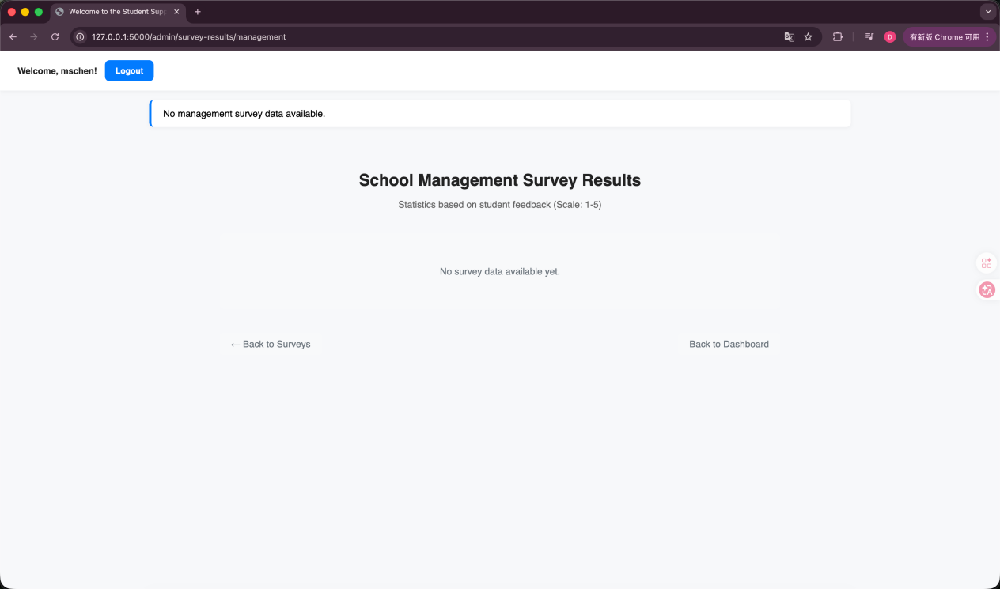 Welcome to the Student Sup
127.0.0.1:5000/admin/survey-results/management
D
有新版 Chrome 可用
Welcome, mschen!
Logout
No management survey data available.
School Management Survey Results
Statistics based on student feedback (Scale: 1-5)
No survey data available yet.
← Back to Surveys
Back to Dashboard